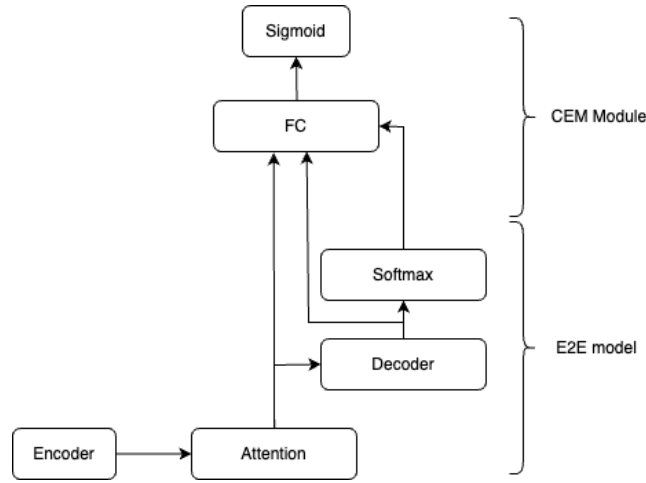 Sigmoid
FC
CEM Module
Softmax
Decoder
E2E model
Encoder
Attention